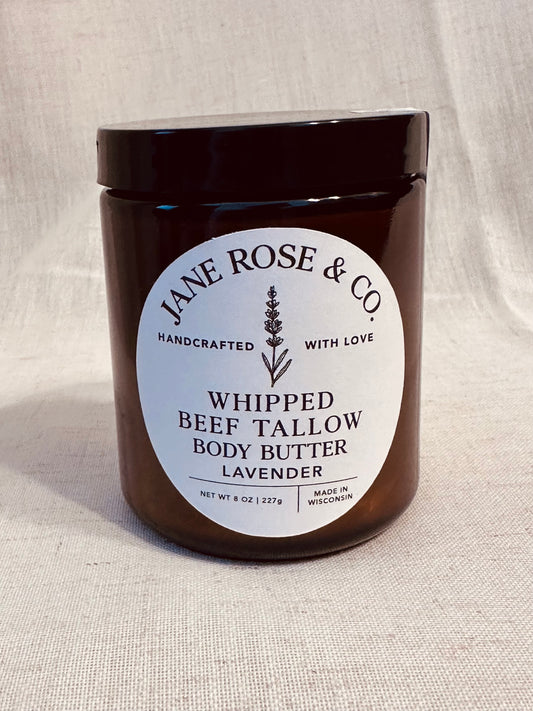 JANE ROSE & CO.
HANDCRAFTED WITH LOVE
WHIPPED
BEEF TALLOW
BODY BUTTER
LAVENDER
NET WT 8 OZ | 227g
MADE IN
WISCONSIN